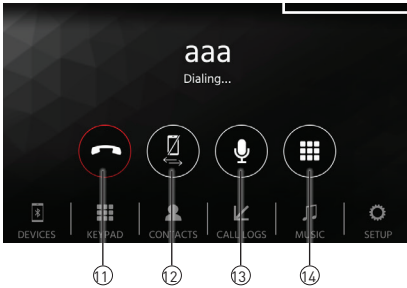 aaa
Dialing...
DEVICES KEYPAD CONTACTS CALL LOGS MUSIC SETUP
11 12 13 14